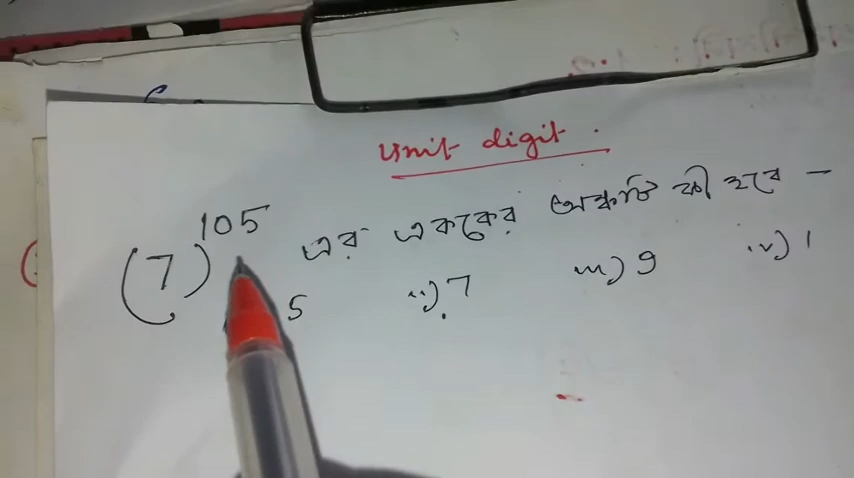 unit digit.
(7)^105 এর এককের অঙ্কটি কী হবে –
5 ii) 7 iii) 9 iv) 1